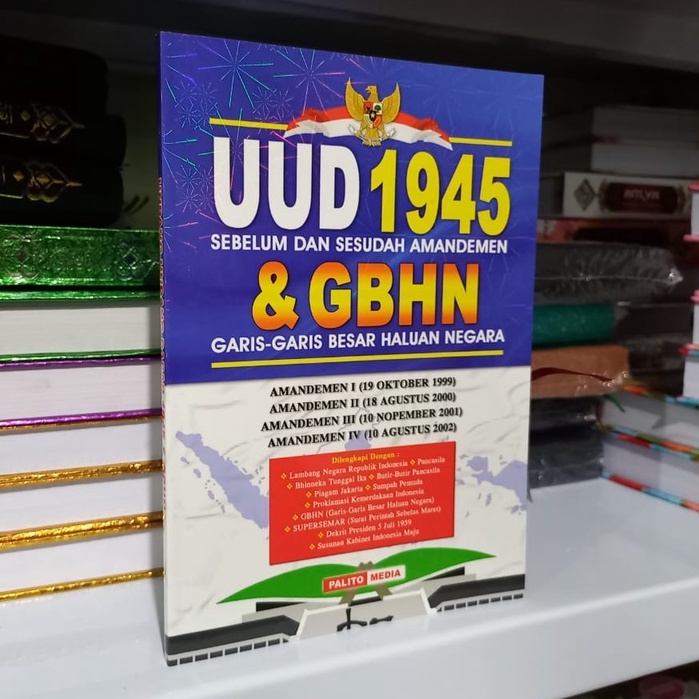 UUD 1945
SEBELUM DAN SESUDAH AMANDEMEN
& GBHN
GARIS-GARIS BESAR HALUAN NEGARA
AMANDEMEN I (19 OKTOBER 1999)
AMANDEMEN II (18 AGUSTUS 2000)
AMANDEMEN III (10 NOPEMBER 2001)
AMANDEMEN IV (10 AGUSTUS 2002)
Dilengkapi Dengan :
❖ Lambang Negara Republik Indonesia ❖ Pancasila
❖ Bhinneka Tunggal Ika ❖ Butir-Butir Pancasila
❖ Piagam Jakarta ❖ Sumpah Pemuda
❖ Proklamasi Kemerdakaan Indonesia
❖ GBHN (Garis-Garis Besar Haluan Negara)
❖ SUPERSEMAR (Surat Perintah Sebelas Maret)
❖ Dekrit Presiden 5 Juli 1959
❖ Susunan Kabinet Indonesia Maju
PALITO MEDIA